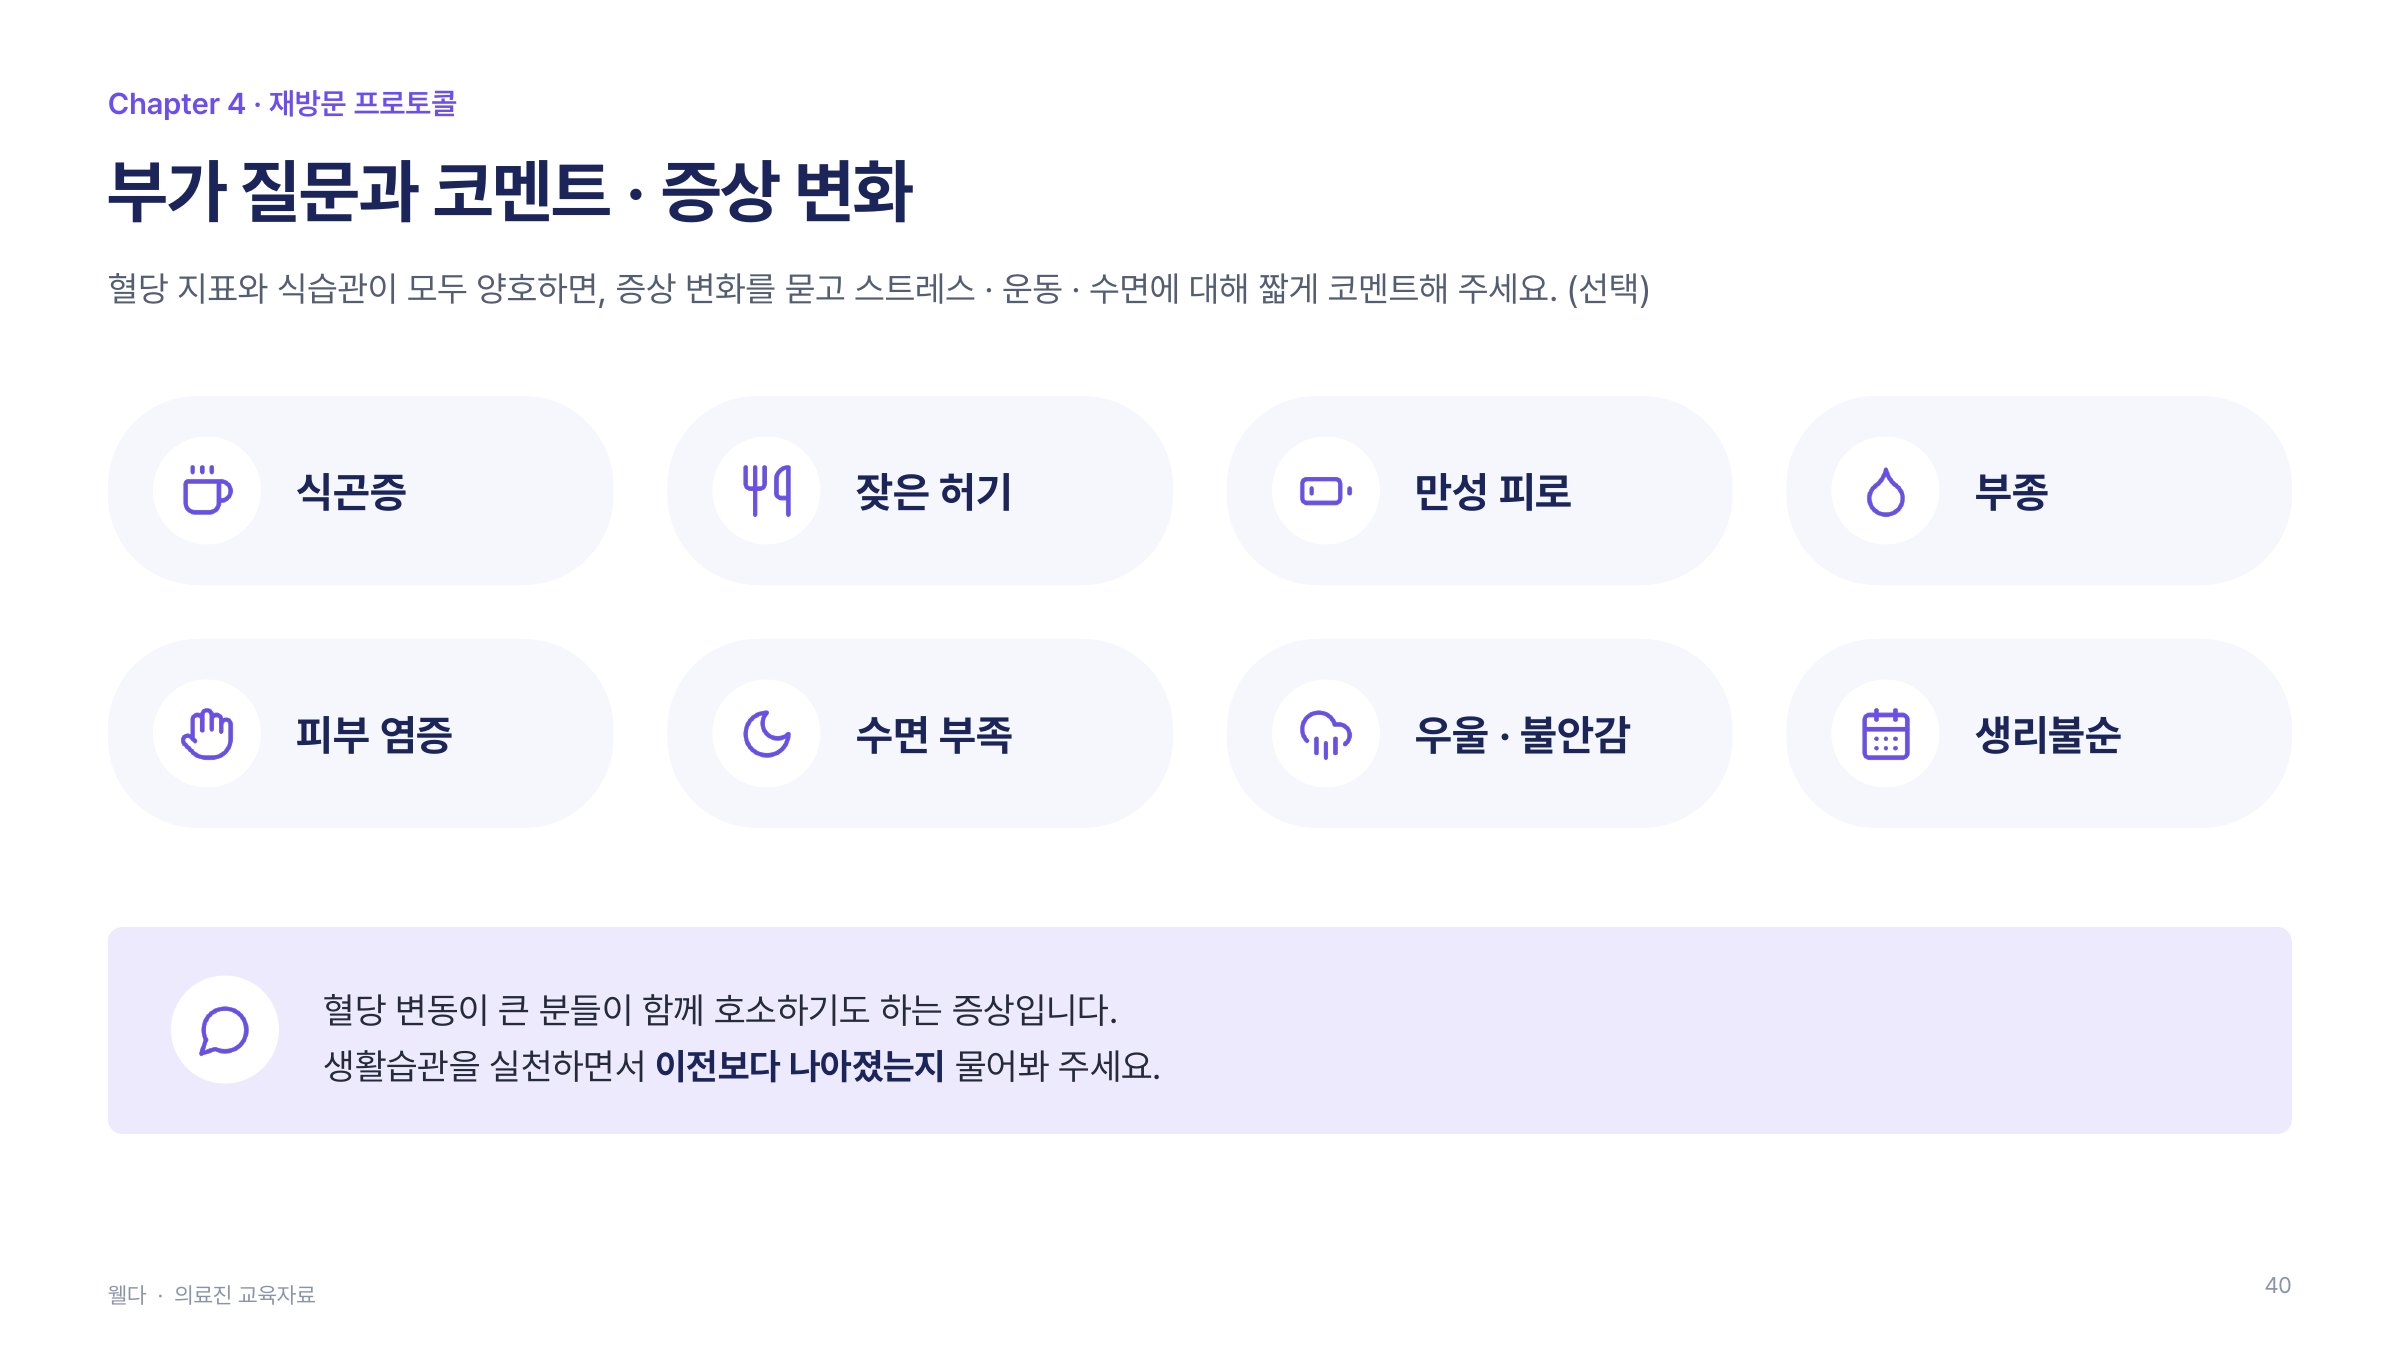 Chapter 4 · 재방문 프로토콜
부가 질문과 코멘트 · 증상 변화
혈당 지표와 식습관이 모두 양호하면, 증상 변화를 묻고 스트레스 · 운동 · 수면에 대해 짧게 코멘트해 주세요. (선택)
식곤증
잦은 허기
만성 피로
부종
피부 염증
수면 부족
우울 · 불안감
생리불순
혈당 변동이 큰 분들이 함께 호소하기도 하는 증상입니다.
생활습관을 실천하면서 이전보다 나아졌는지 물어봐 주세요.
웰다 · 의료진 교육자료
40